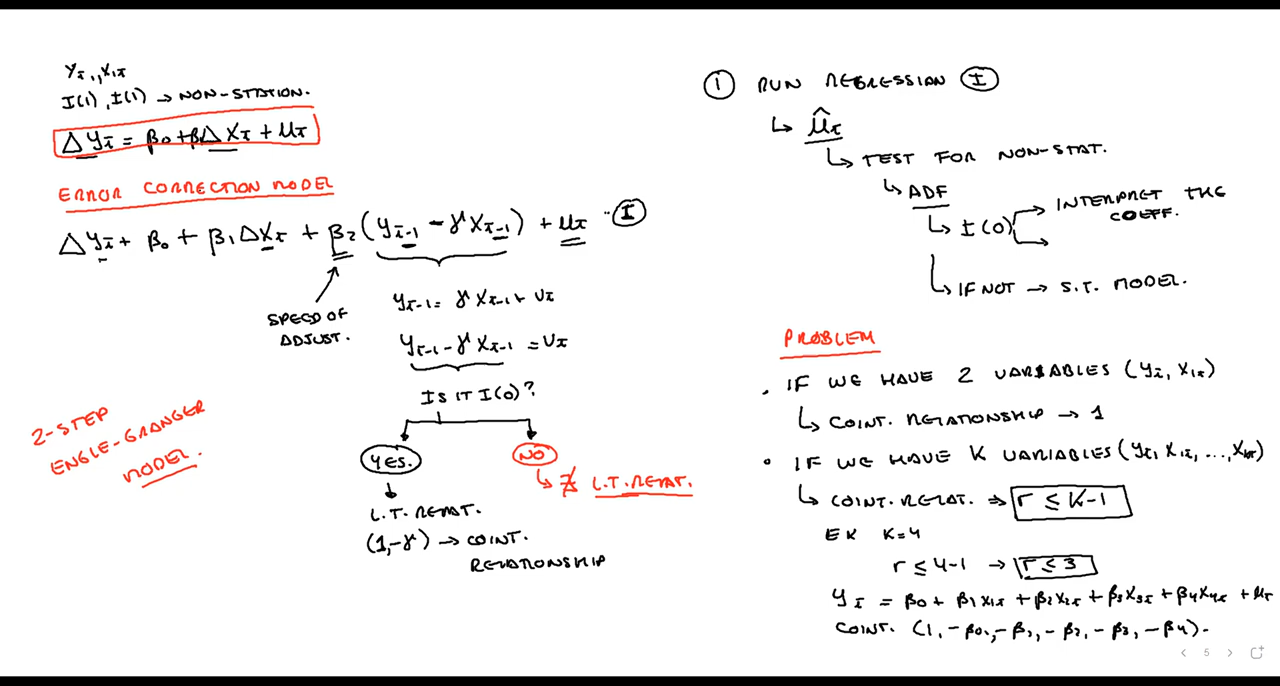 Yt, X1t
I(1), I(1) → NON-STATION.
ΔYt = β0 + βΔXt + ut
ERROR CORRECTION MODEL
ΔYt + β0 + β1ΔXt + β2(Yt-1 - γXt-1) + ut ·· I
SPEED OF
ADJUST.
Yt-1 = γXt-1 + Vt
Yt-1 - γXt-1 = Vt
IS IT I(0)?
YES.
NO
∄ L.T. RELAT.
L.T. RELAT.
(1, -γ) → COINT.
RELATIONSHIP
2-STEP
ENGLE-GRANGER
MODEL.
① RUN REGRESSION I
↳ ût
↳ TEST FOR NON-STAT.
↳ ADF
↳ I(0) → INTERPRET THE
COEFF.
↳ IF NOT → S.T. MODEL.
PROBLEM
· IF WE HAVE 2 VARIABLES (Yt, X1t)
↳ COINT. RELATIONSHIP → 1
• IF WE HAVE K VARIABLES (Yt, X1t, ..., Xkt)
↳ COINT. RELAT. ⇒ r ≤ K-1
EX K=4
r ≤ 4-1 → r ≤ 3
Yt = β0 + β1X1t + β2X2t + β3X3t + β4X4t + ut
COINT. (1, -β0, -β1, -β2, -β3, -β4).
5